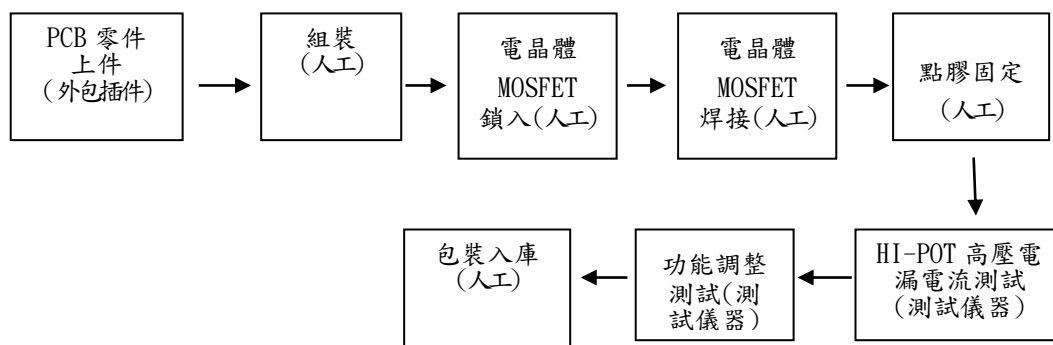 PCB 零件
上件
(外包插件)
組裝
(人工)
電晶體
MOSFET
鎖入(人工)
電晶體
MOSFET
焊接(人工)
點膠固定
(人工)
HI-POT 高壓電
漏電流測試
(測試儀器)
功能調整
測試(測
試儀器)
包裝入庫
(人工)